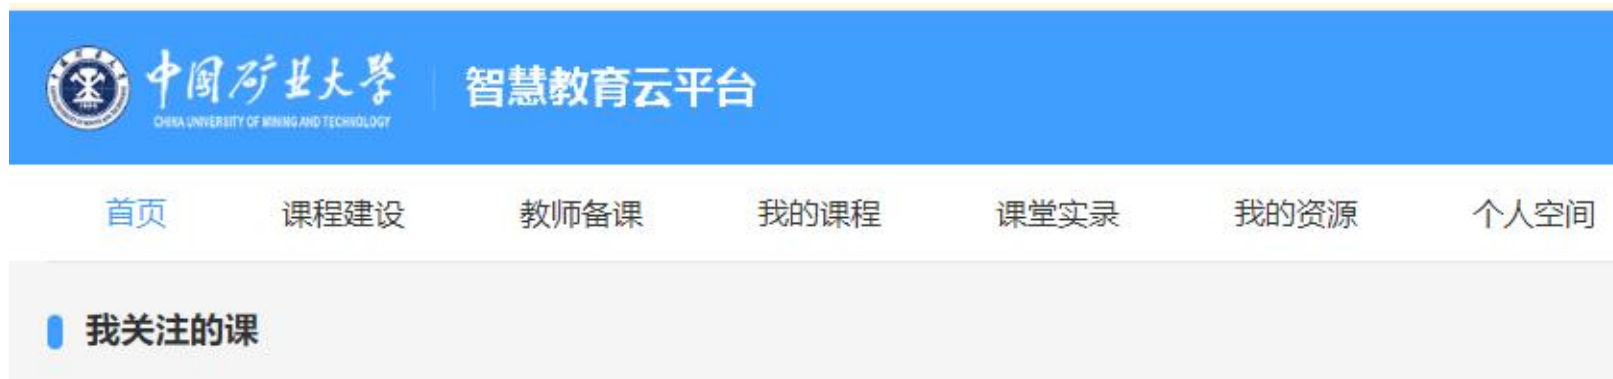 中国矿业大学 智慧教育云平台
CHINA UNIVERSITY OF MINING AND TECHNOLOGY
首页 课程建设 教师备课 我的课程 课堂实录 我的资源 个人空间
我关注的课